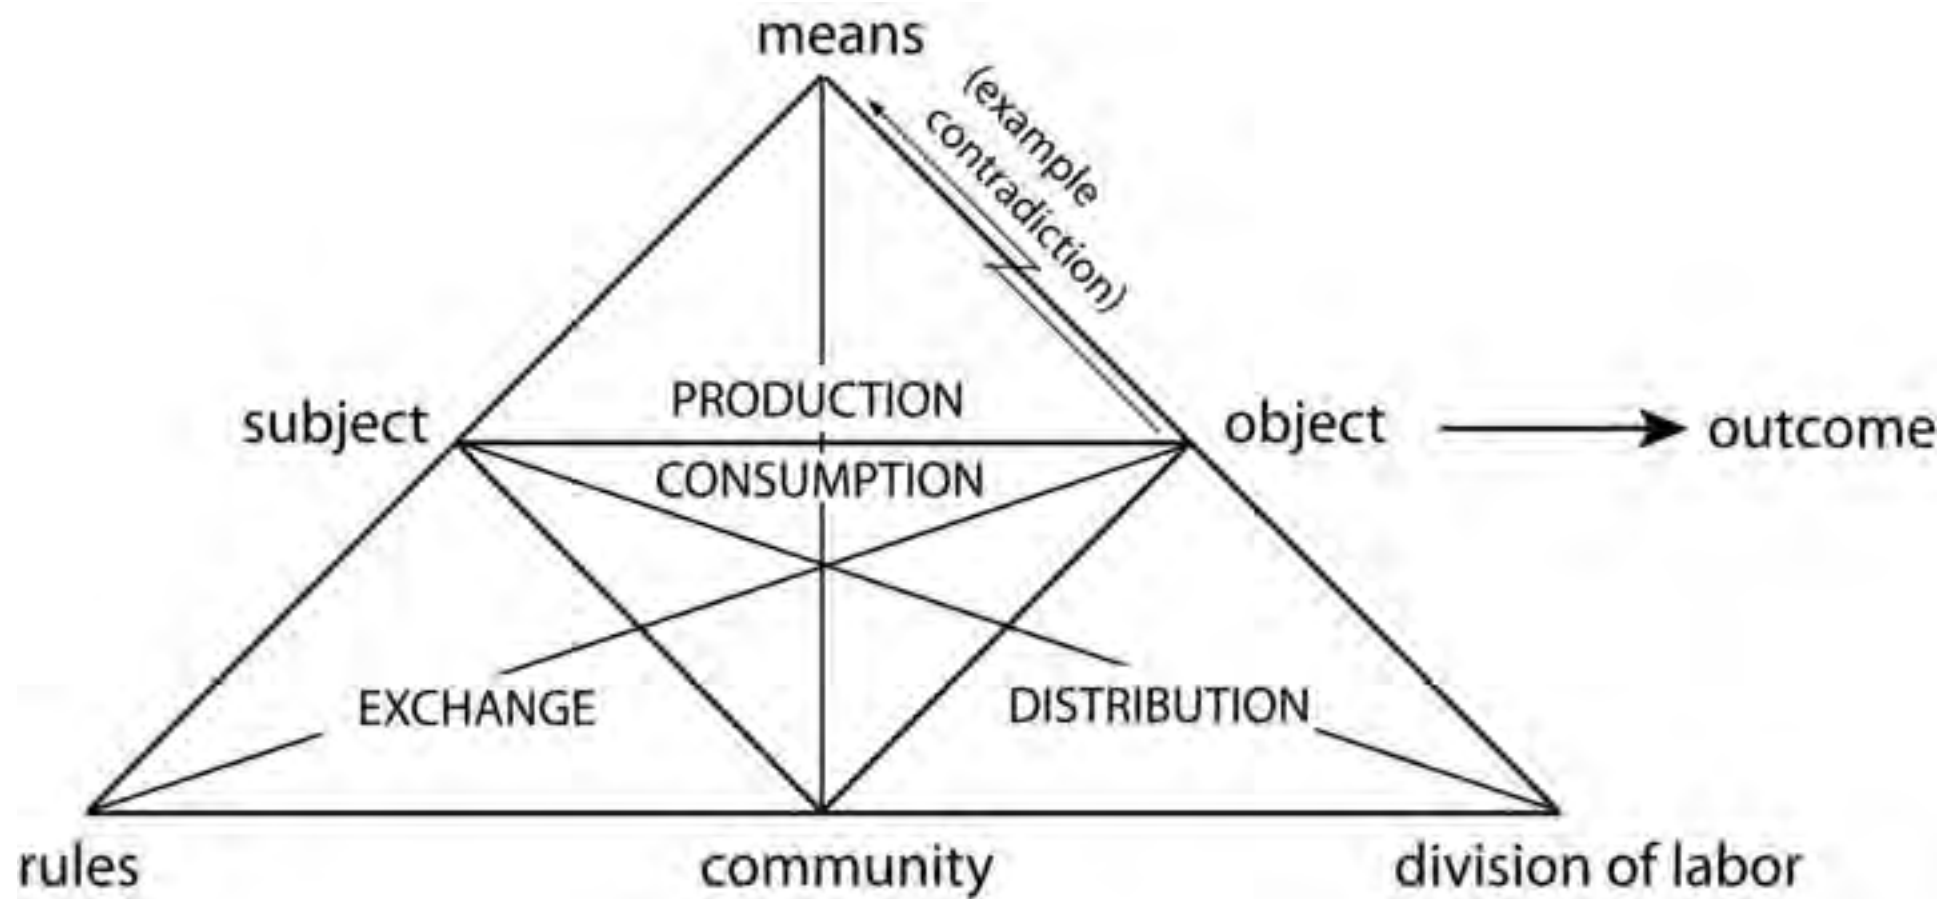 means
(example
contradiction)
PRODUCTION
subject
object
outcome
CONSUMPTION
EXCHANGE
DISTRIBUTION
rules
community
division of labor